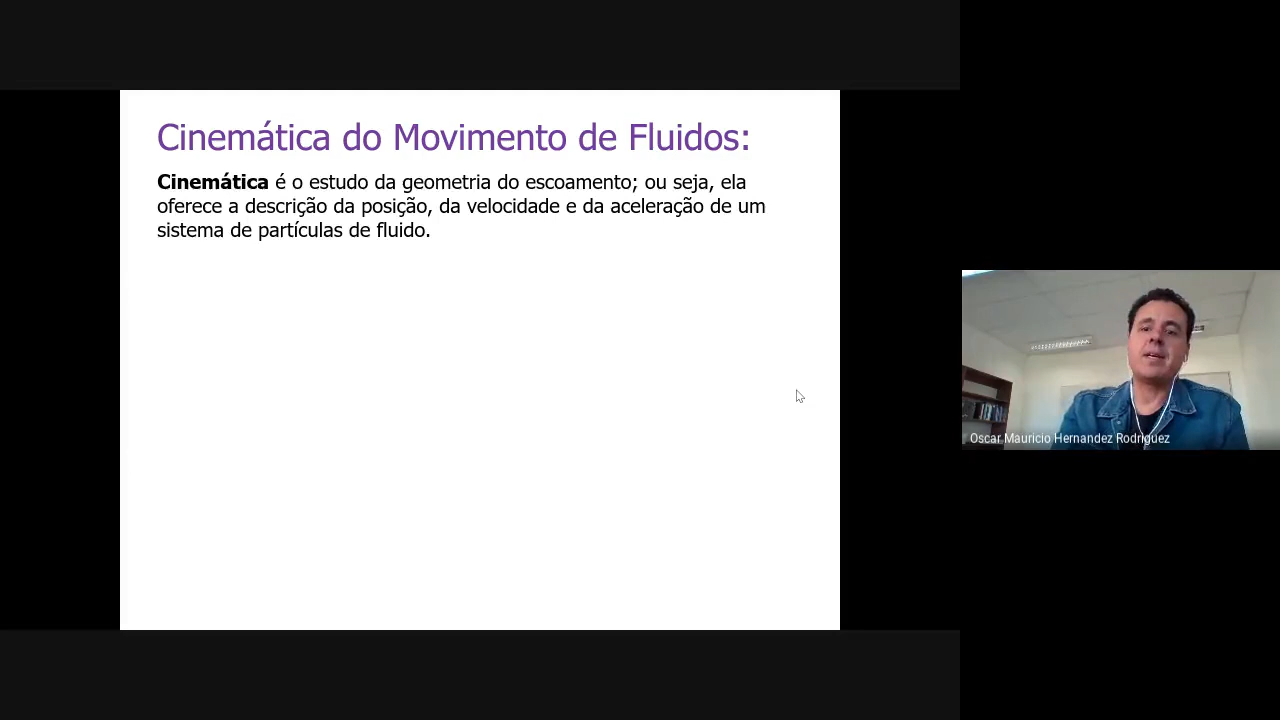 Cinemática do Movimento de Fluidos:
Cinemática é o estudo da geometria do escoamento; ou seja, ela
oferece a descrição da posição, da velocidade e da aceleração de um
sistema de partículas de fluido.
Oscar Mauricio Hernandez Rodriguez